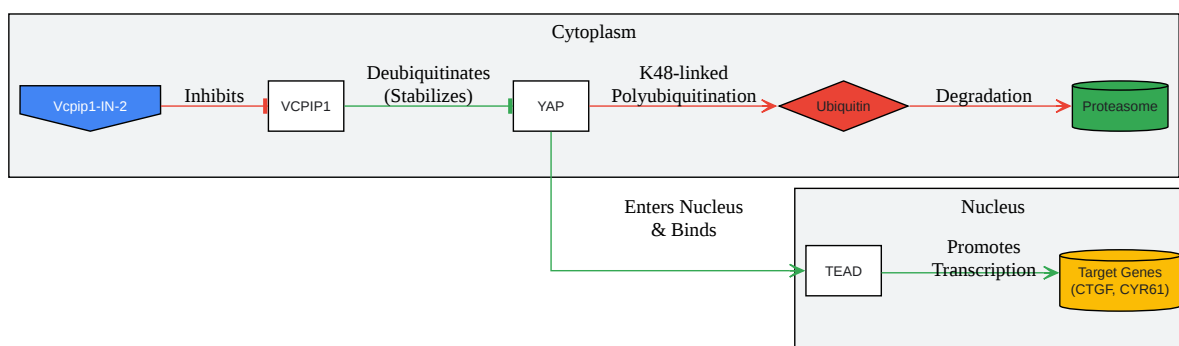 Cytoplasm
Vcpip1-IN-2
Inhibits
VCPIP1
Deubiquitinates
(Stabilizes)
YAP
K48-linked
Polyubiquitination
Ubiquitin
Degradation
Proteasome
Enters Nucleus
& Binds
Nucleus
TEAD
Promotes
Transcription
Target Genes
(CTGF, CYR61)